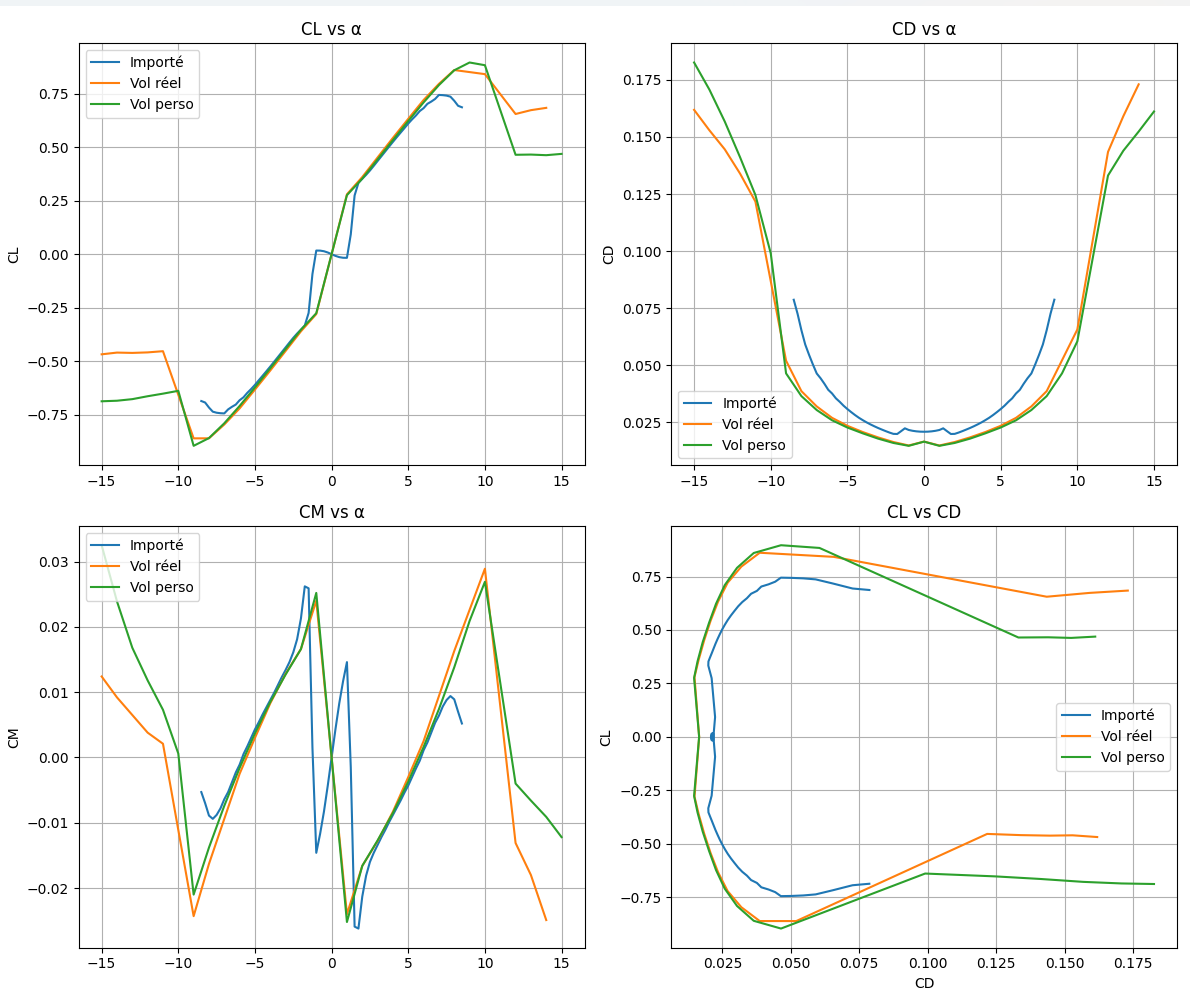 CL vs α
CL
0.75
0.50
0.25
0.00
−0.25
−0.50
−0.75
−15
−10
−5
0
5
10
15
Importé
Vol réel
Vol perso
CD vs α
CD
0.175
0.150
0.125
0.100
0.075
0.050
0.025
−15
−10
−5
0
5
10
15
Importé
Vol réel
Vol perso
CM vs α
CM
0.03
0.02
0.01
0.00
−0.01
−0.02
−15
−10
−5
0
5
10
15
Importé
Vol réel
Vol perso
CL vs CD
CL
0.75
0.50
0.25
0.00
−0.25
−0.50
−0.75
0.025
0.050
0.075
0.100
0.125
0.150
0.175
CD
Importé
Vol réel
Vol perso